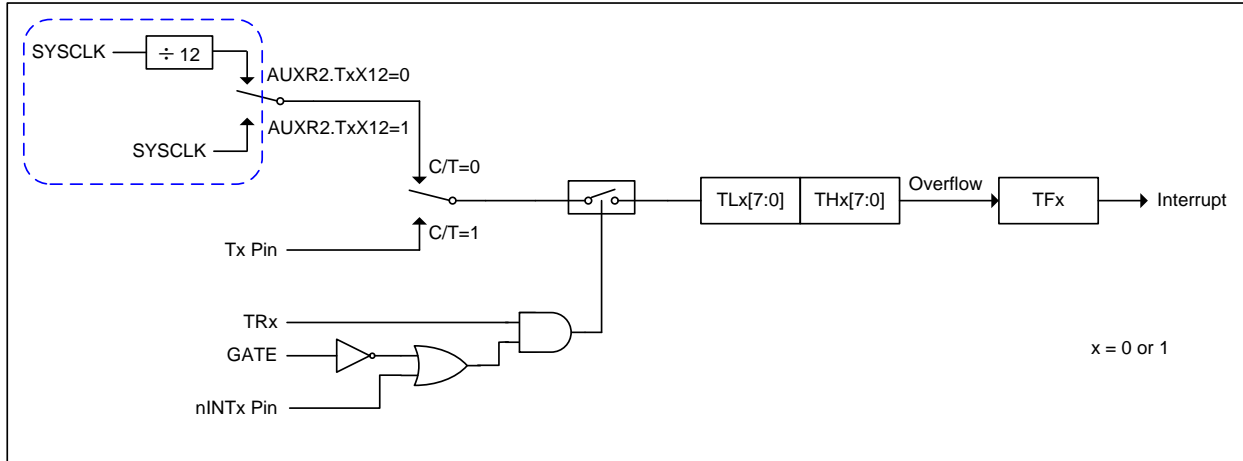 SYSCLK
÷ 12
AUXR2.TxX12=0
AUXR2.TxX12=1
SYSCLK
C/T=0
C/T=1
Tx Pin
TLx[7:0]
THx[7:0]
Overflow
TFx
Interrupt
TRx
GATE
nINTx Pin
x = 0 or 1